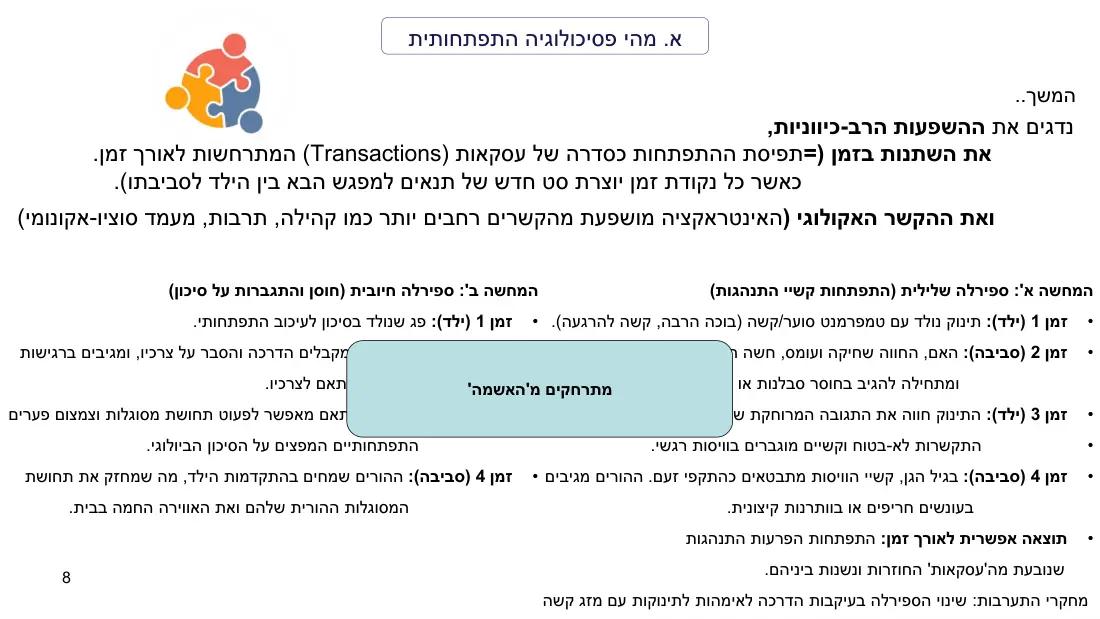 א. מהי פסיכולוגיה התפתחותית
המשך..
נדגים את ההשפעות הרב-כיווניות,
את השתנות בזמן (=תפיסת ההתפתחות כסדרה של עסקאות (Transactions) המתרחשות לאורך זמן.
כאשר כל נקודת זמן יוצרת סט חדש של תנאים למפגש הבא בין הילד לסביבתו).
ואת ההקשר האקולוגי (האינטראקציה מושפעת מהקשרים רחבים יותר כמו קהילה, תרבות, מעמד סוציו-אקונומי)
המחשה א': ספירלה שלילית (התפתחות קשיי התנהגות)
• זמן 1 (ילד): תינוק נולד עם טמפרמנט סוער/קשה (בוכה הרבה, קשה להרגעה).
• זמן 2 (סביבה): האם, החווה שחיקה ועומס, חשה
ומתחילה להגיב בחוסר סבלנות או
• זמן 3 (ילד): התינוק חווה את התגובה המרוחקת
• התקשרות לא-בטוח וקשיים מוגברים בוויסות רגשי.
• זמן 4 (סביבה): בגיל הגן, קשיי הוויסות מתבטאים כהתקפי זעם. ההורים מגיבים
בעונשים חריפים או בוותרנות קיצונית.
• תוצאה אפשרית לאורך זמן: התפתחות הפרעות התנהגות
שנובעת מה'עסקאות' החוזרות ונשנות ביניהם.
מחקרי התערבות: שינוי הספירלה בעיקבות הדרכה לאימהות לתינוקות עם מזג קשה
המחשה ב': ספירלה חיובית (חוסן והתגברות על סיכון)
• זמן 1 (ילד): פג שנולד בסיכון לעיכוב התפתחותי.
מקבלים הדרכה והסבר על צרכיו, ומגיבים ברגישות
לצרכיו.
מאפשר לפעוט תחושת מסוגלות וצמצום פערים
התפתחותיים המפצים על הסיכון הביולוגי.
• זמן 4 (סביבה): ההורים שמחים בהתקדמות הילד, מה שמחזק את תחושת
המסוגלות ההורית שלהם ואת האווירה החמה בבית.
מתרחקים מ'האשמה'
8